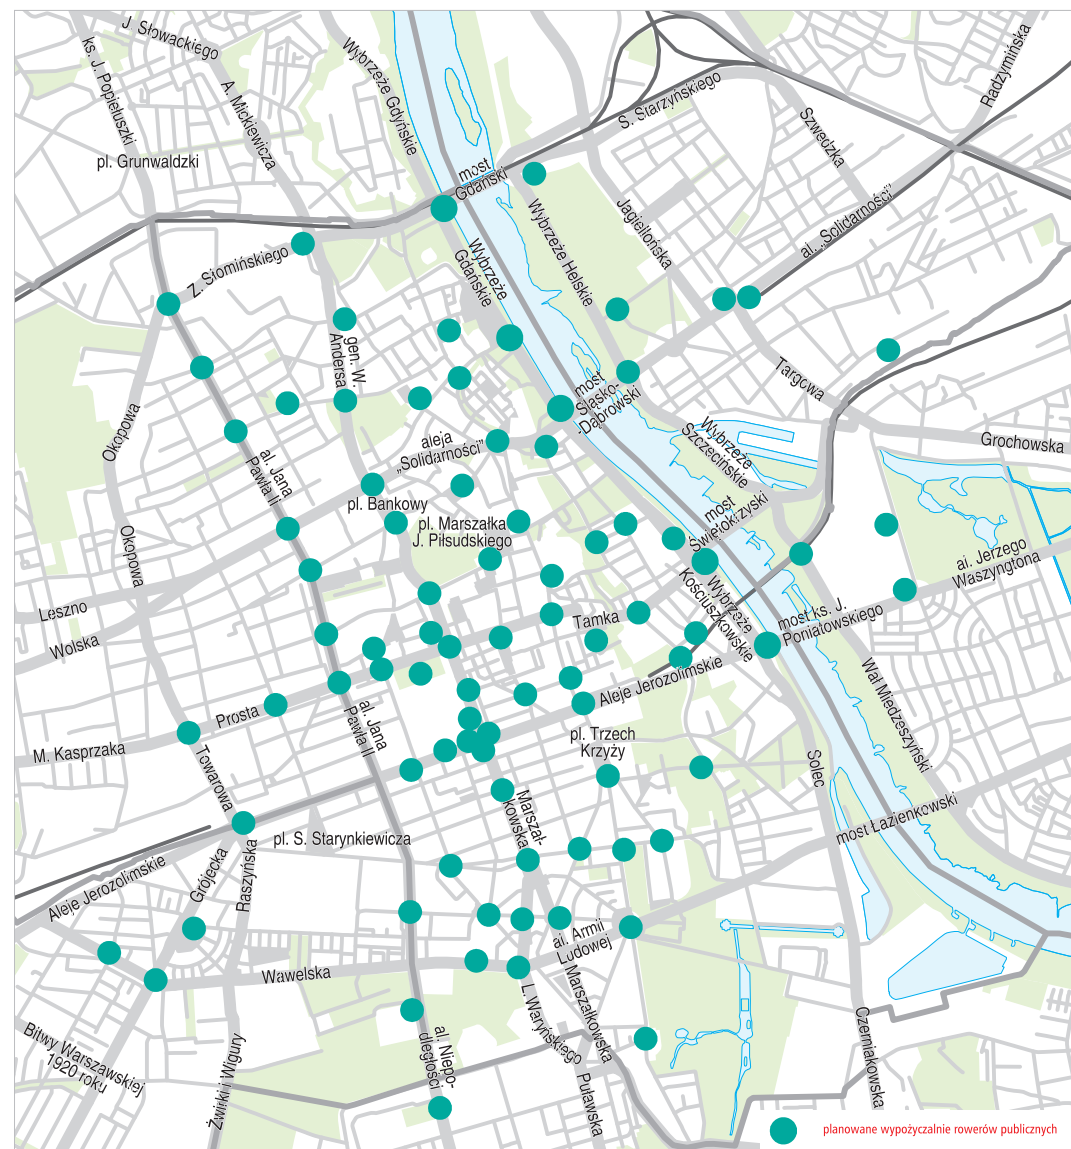 J. Słowackiego
ks. J. Popiełuszki
A. Mickiewicza
Wybrzeże Gdyńskie
S. Starzyńskiego
Radzymińska
Szwedzka
pl. Grunwaldzki
most
Gdański
Jagiellońska
al. „Solidarności”
Wybrzeże Helskie
Z. Słomińskiego
Wybrzeże
Gdańskie
gen. W.
Andersa
Targowa
most
Śląsko-
-Dąbrowski
Okopowa
aleja
„Solidarności”
Wybrzeże
Szczecińskie
Grochowska
al. Jana
Pawła II
pl. Bankowy
pl. Marszałka
J. Piłsudskiego
most
Świętokrzyski
Okopowa
al. Jerzego
Waszyngtona
Leszno
Wolska
Tamka
Wybrzeże
Kościuszkowskie
most ks. J.
Poniatowskiego
Aleje Jerozolimskie
Wał Miedzeszyński
Prosta
al. Jana
Pawła II
M. Kasprzaka
Towarowa
pl. Trzech
Krzyży
Solec
Marszał-
kowska
most Łazienkowski
pl. S. Starynkiewicza
Aleje Jerozolimskie
Grójecka
Raszyńska
al. Armii
Ludowej
Wawelska
L. Waryńskiego
Marszałkowska
Czerniakowska
Bitwy Warszawskiej
1920 roku
Żwirki i Wigury
al. Niepo-
dległości
Puławska
planowane wypożyczalnie rowerów publicznych